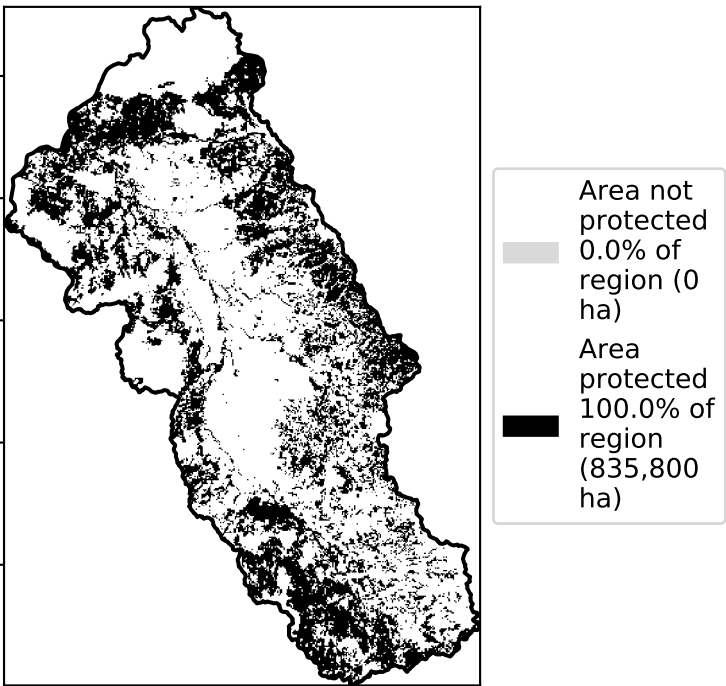 Area not
protected
0.0% of
region (0
ha)
Area
protected
100.0% of
region
(835,800
ha)